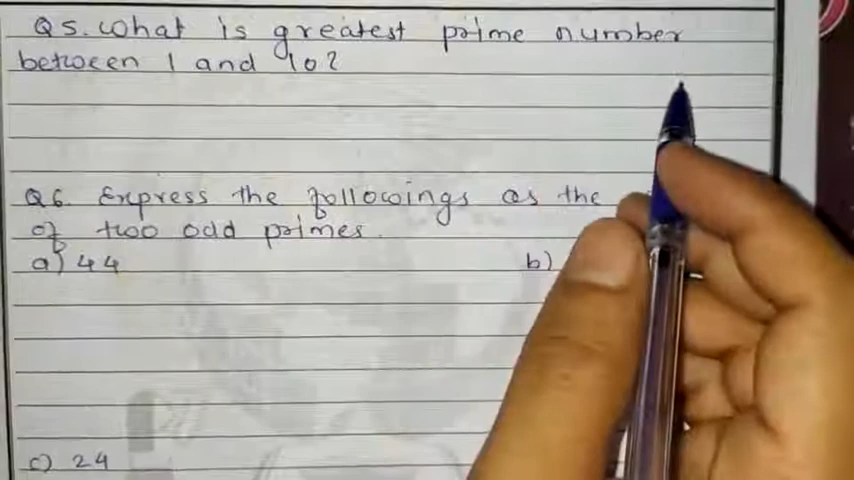 Q5. What is greatest prime number
between 1 and 10?
Q6. Express the followings as the
of two odd primes.
a) 44
b)
c) 24